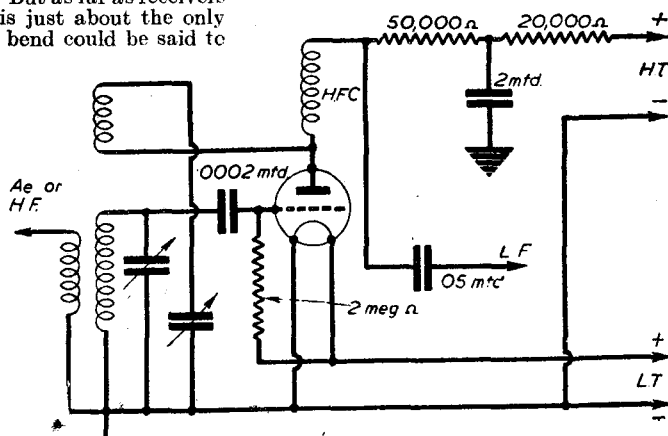 But as far as receivers
is just about the only
bend could be said to
50,000Ω
20,000Ω
+
HT
-
2mfd.
HFC
.0002 mfd.
Ae or
H.F.
LF
.05 mfd
2 meg Ω
+
LT
-